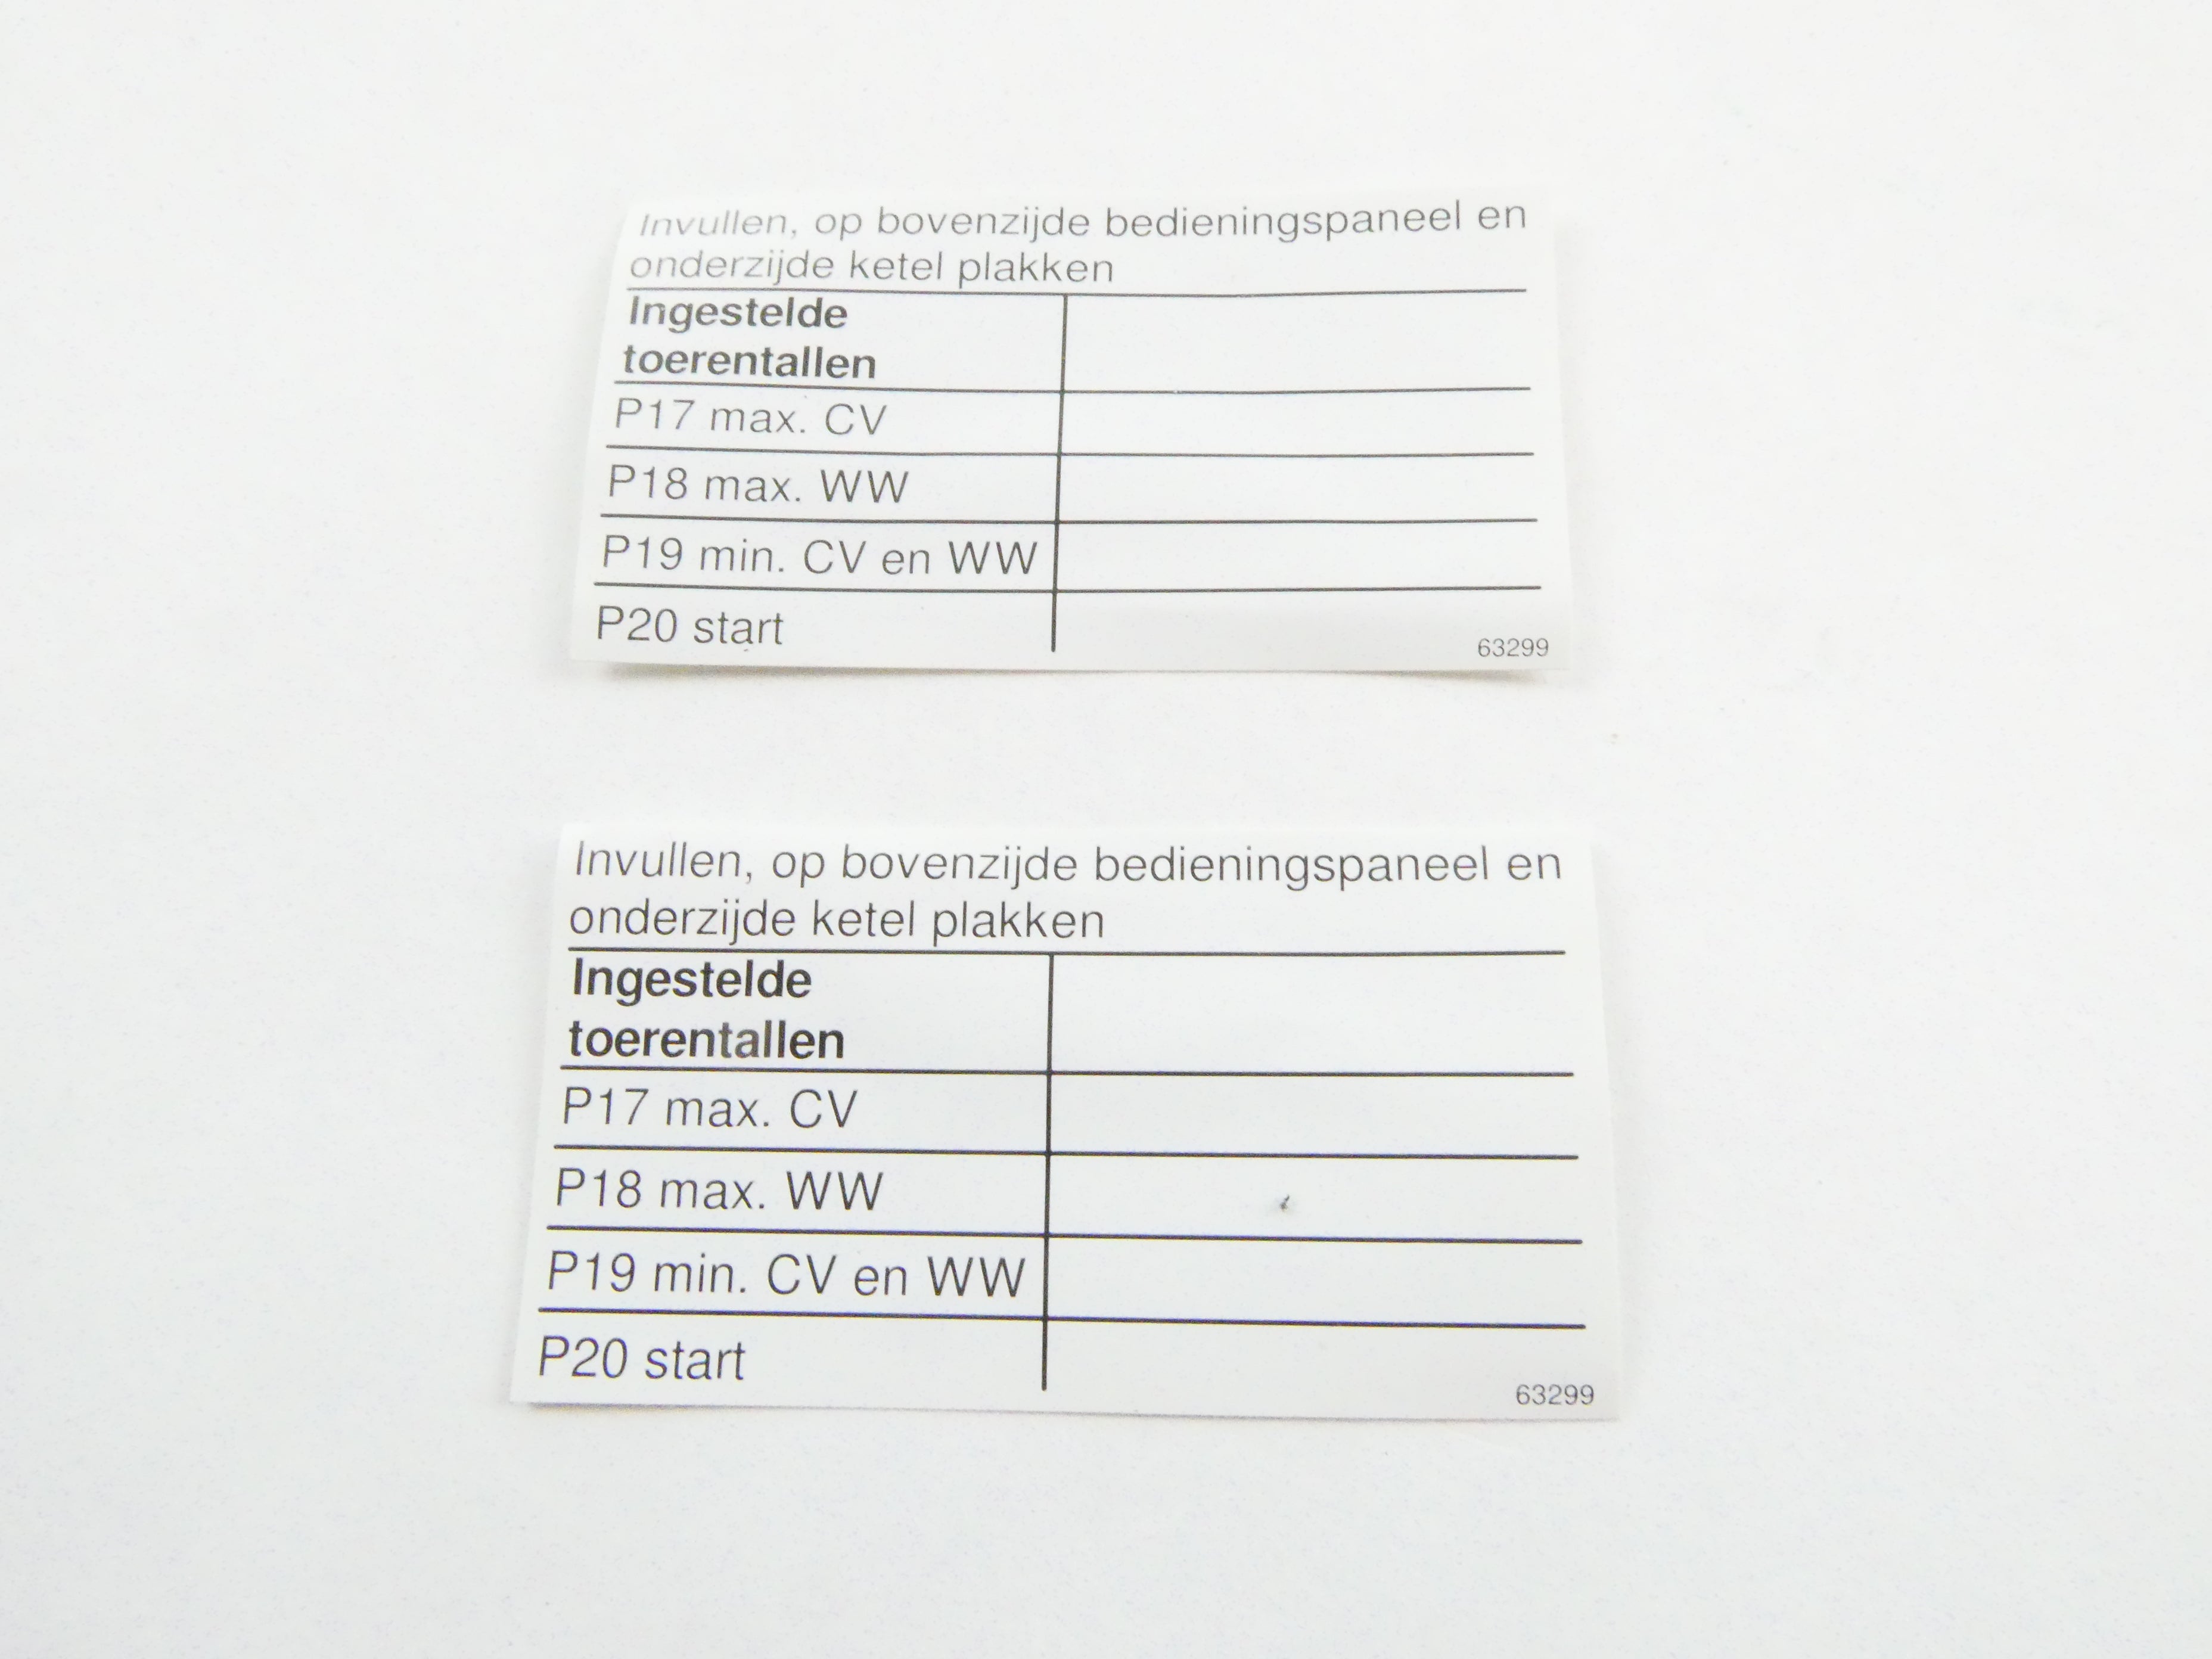 Invullen, op bovenzijde bedieningspaneel en
onderzijde ketel plakken
Ingestelde
toerentallen
P17 max. CV
P18 max. WW
P19 min. CV en WW
P20 start
63299
Invullen, op bovenzijde bedieningspaneel en
onderzijde ketel plakken
Ingestelde
toerentallen
P17 max. CV
P18 max. WW
P19 min. CV en WW
P20 start
63299